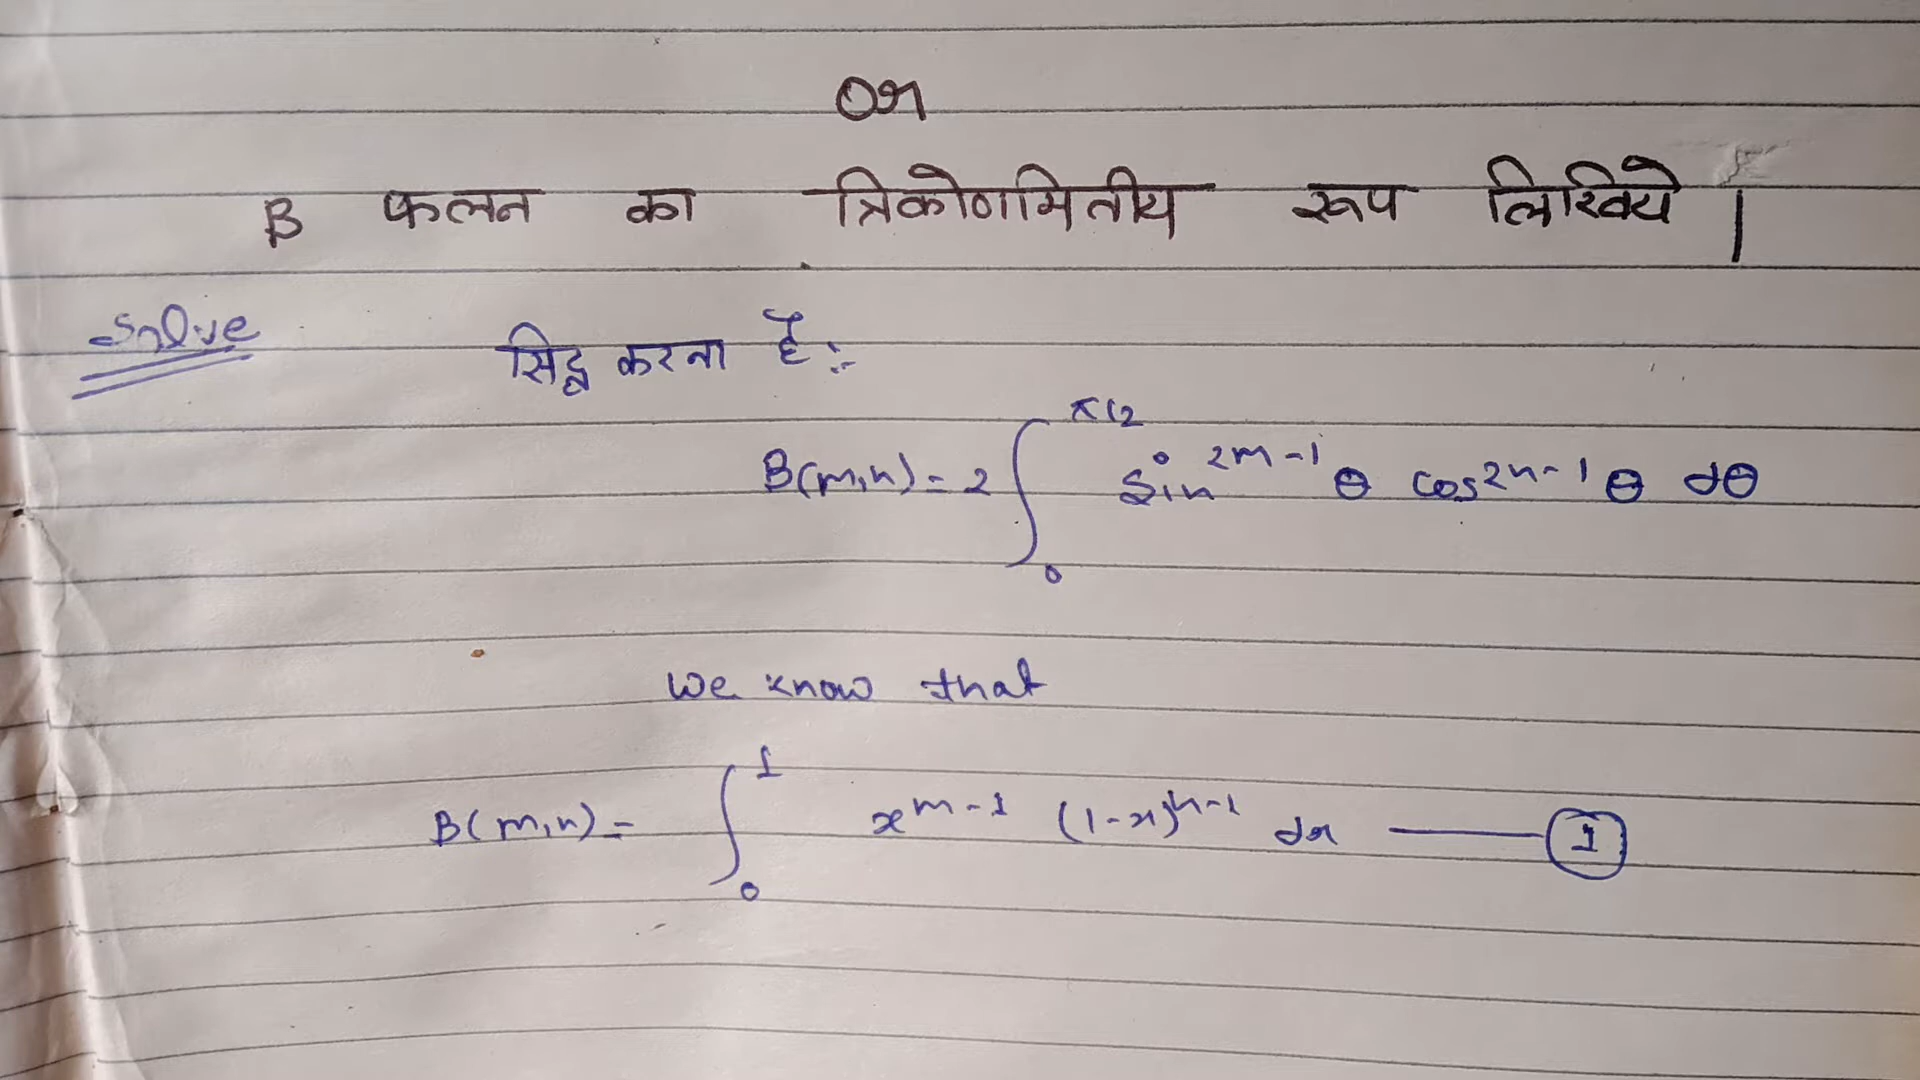 Or
B फलन का त्रिकोणमितीय रूप लिखिये |
Solve
सिद्ध करना है :-
B(m,n) = 2 ∫₀^π/2 sin^2m-1 θ cos^2n-1 θ dθ
We know that
B(m,n) = ∫₀^1 x^m-1 (1-x)^n-1 dx —— ①